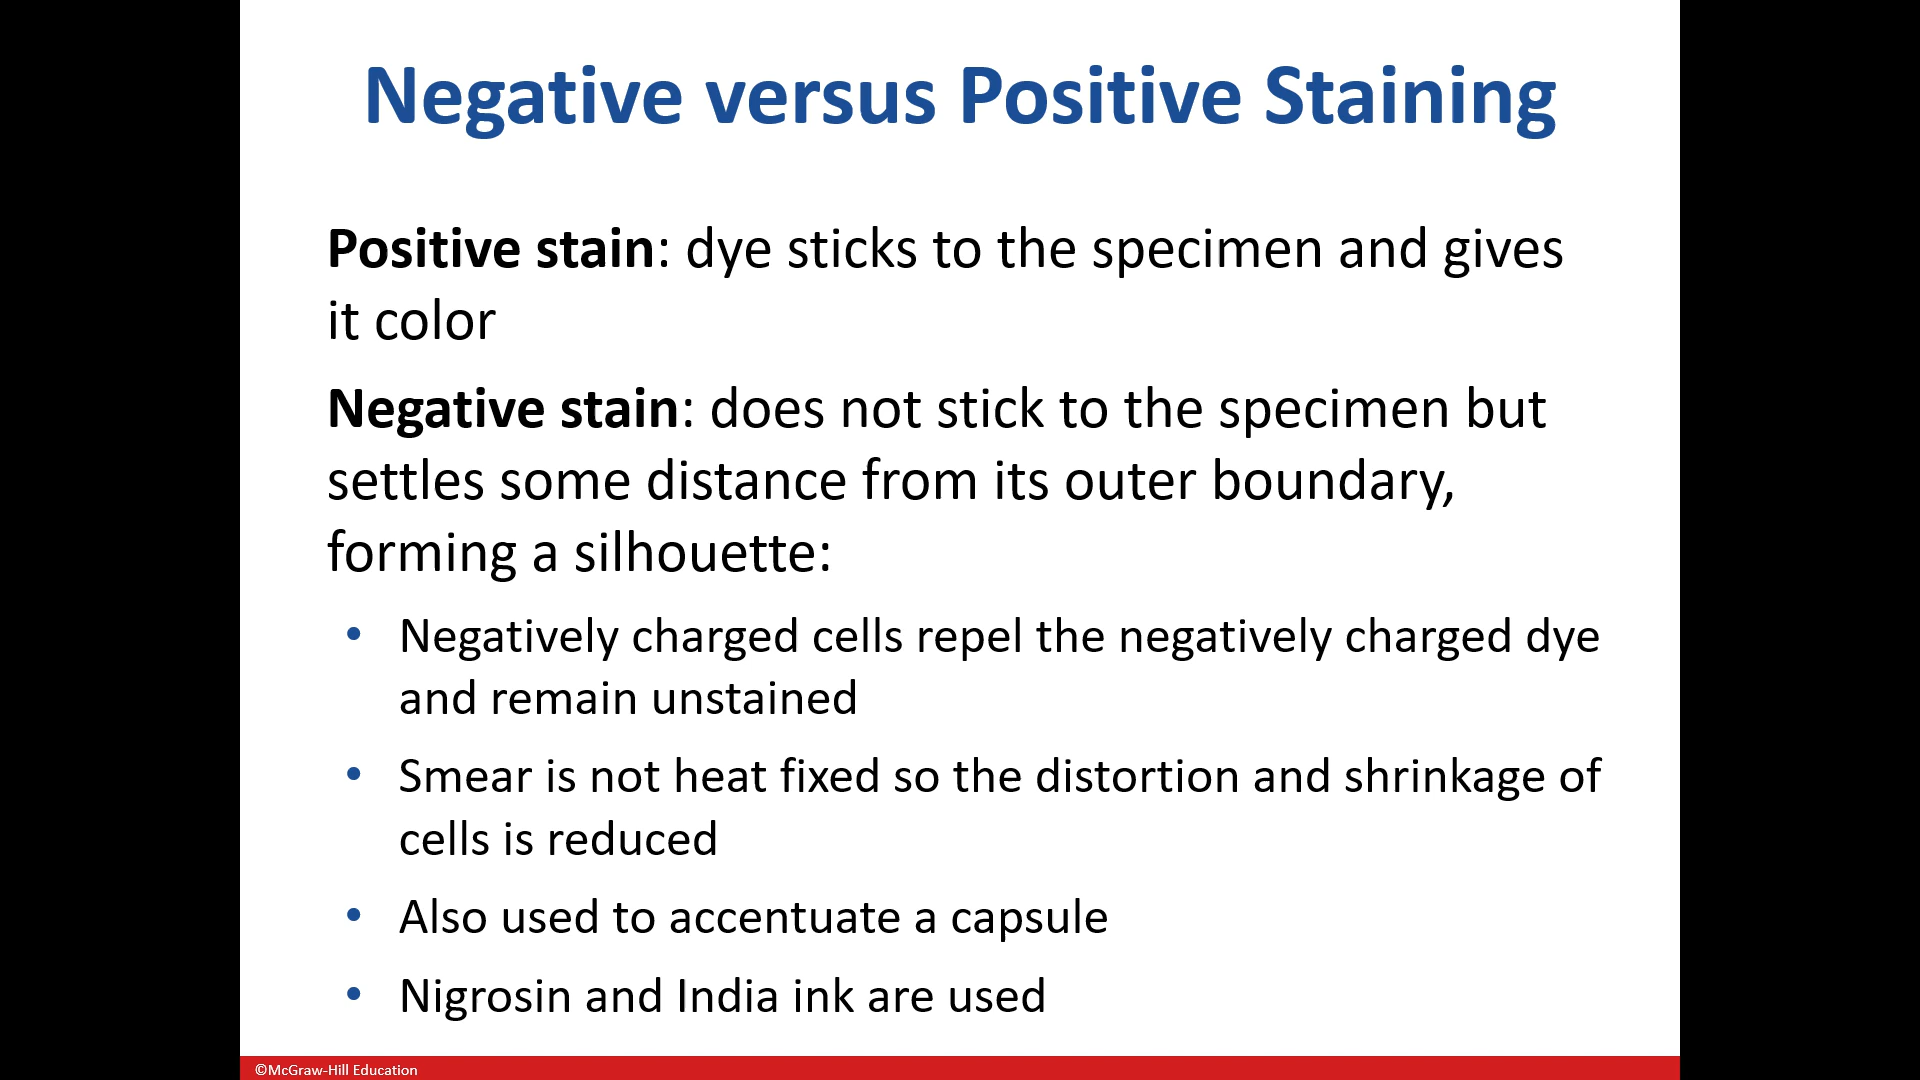 Negative versus Positive Staining
Positive stain: dye sticks to the specimen and gives
it color
Negative stain: does not stick to the specimen but
settles some distance from its outer boundary,
forming a silhouette:
• Negatively charged cells repel the negatively charged dye
and remain unstained
• Smear is not heat fixed so the distortion and shrinkage of
cells is reduced
• Also used to accentuate a capsule
• Nigrosin and India ink are used
©McGraw-Hill Education